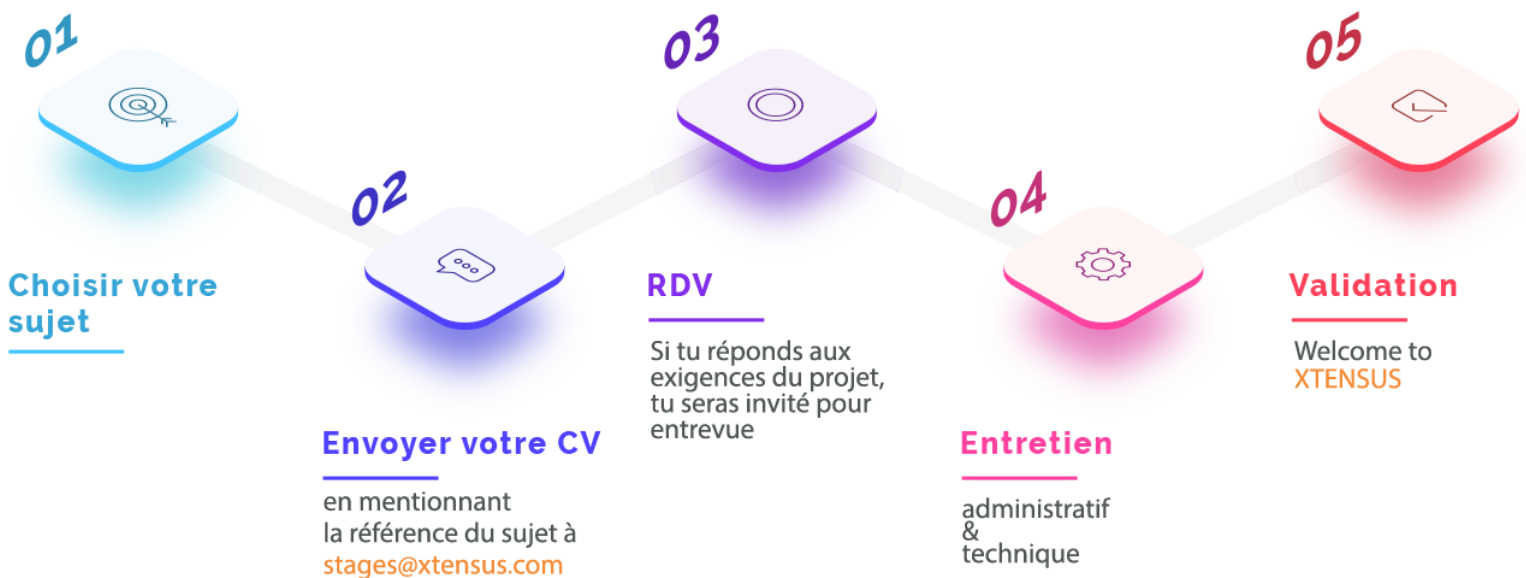 01
Choisir votre
sujet
02
Envoyer votre CV
en mentionnant
la référence du sujet à
stages@xtensus.com
03
RDV
Si tu réponds aux
exigences du projet,
tu seras invité pour
entrevue
04
Entretien
administratif
&
technique
05
Validation
Welcome to
XTENSUS